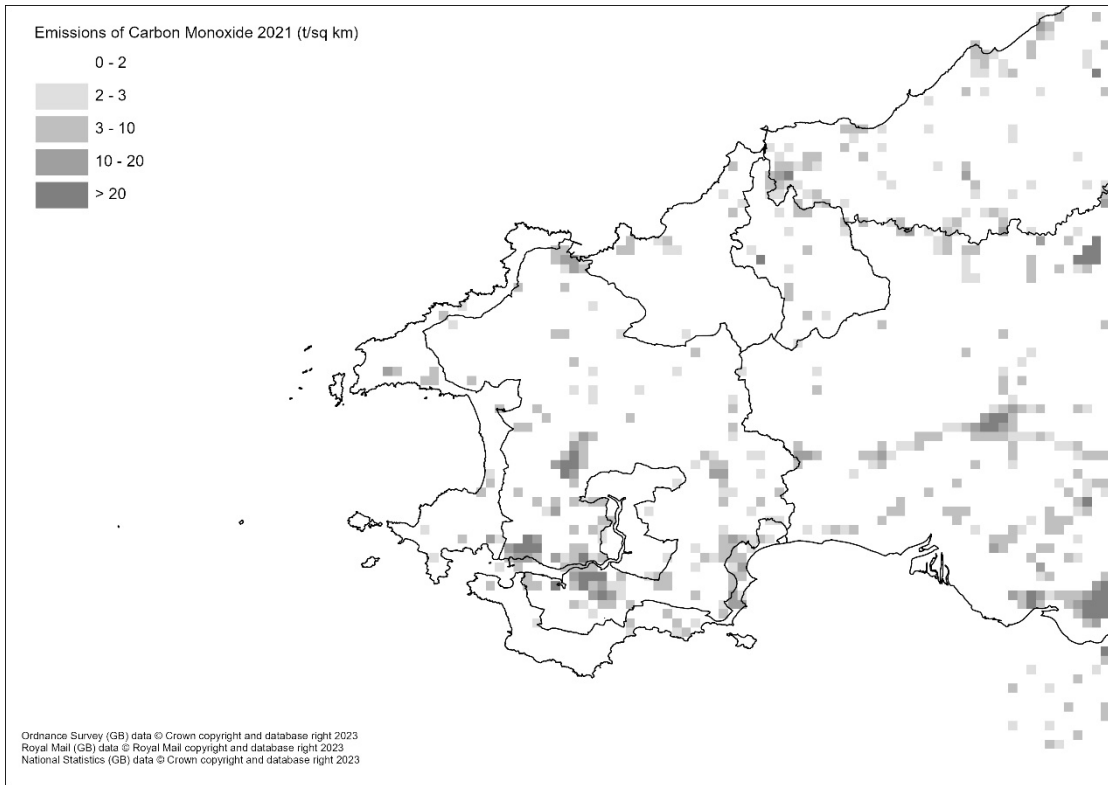 Emissions of Carbon Monoxide 2021 (t/sq km)
0 - 2
2 - 3
3 - 10
10 - 20
> 20
Ordnance Survey (GB) data © Crown copyright and database right 2023
Royal Mail (GB) data © Royal Mail copyright and database right 2023
National Statistics (GB) data © Crown copyright and database right 2023